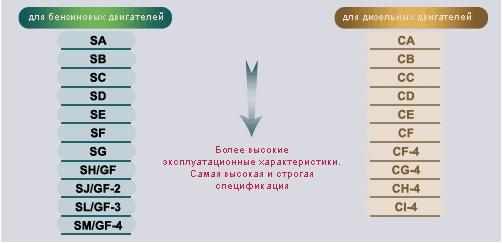 для бензиновых двигателей
SA
SB
SC
SD
SE
SF
SG
SH/GF
SJ/GF-2
SL/GF-3
SM/GF-4
Более высокие
эксплуатационные характеристики.
Самая высокая и строгая
спецификация
для дизельных двигателей
CA
CB
CC
CD
CE
CF
CF-4
CG-4
CH-4
CI-4